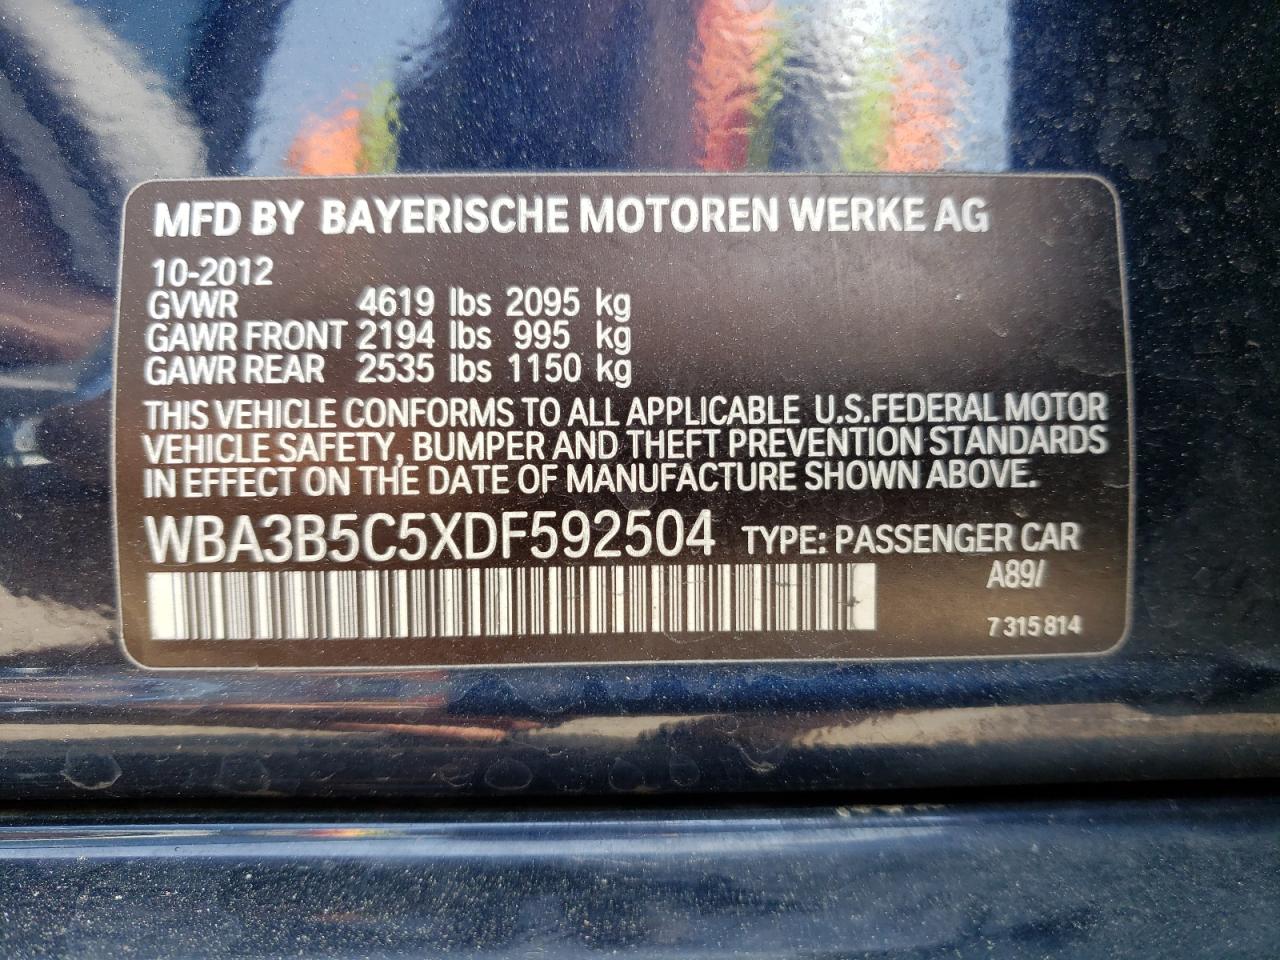 MFD BY BAYERISCHE MOTOREN WERKE AG
10-2012
GVWR 4619 lbs 2095 kg
GAWR FRONT 2194 lbs 995 kg
GAWR REAR 2535 lbs 1150 kg
THIS VEHICLE CONFORMS TO ALL APPLICABLE U.S.FEDERAL MOTOR
VEHICLE SAFETY, BUMPER AND THEFT PREVENTION STANDARDS
IN EFFECT ON THE DATE OF MANUFACTURE SHOWN ABOVE.
WBA3B5C5XDF592504 TYPE: PASSENGER CAR
A89/
7 315 814